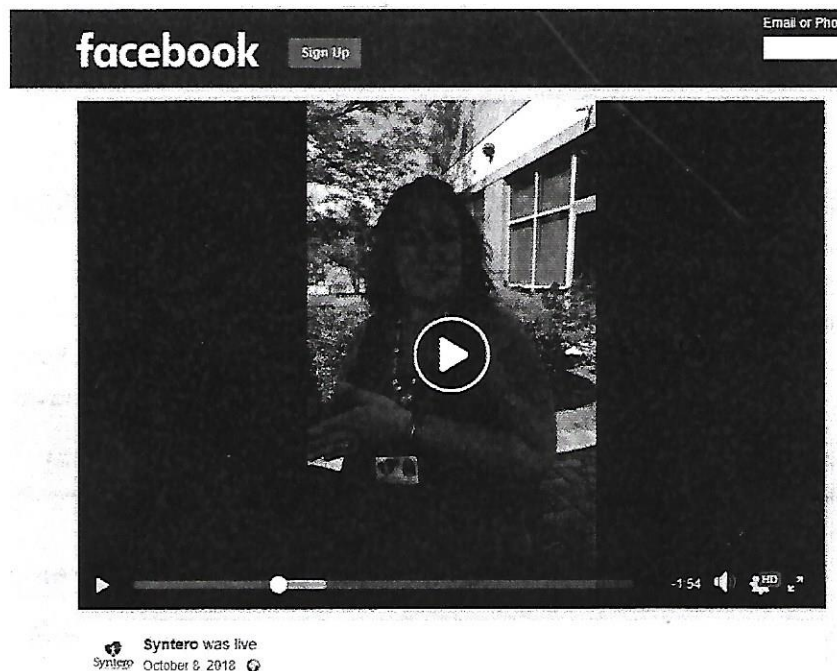 Email or Pho
facebook
Sign Up
-1:54
HD
Syntero was live
Syntero
October 8, 2018